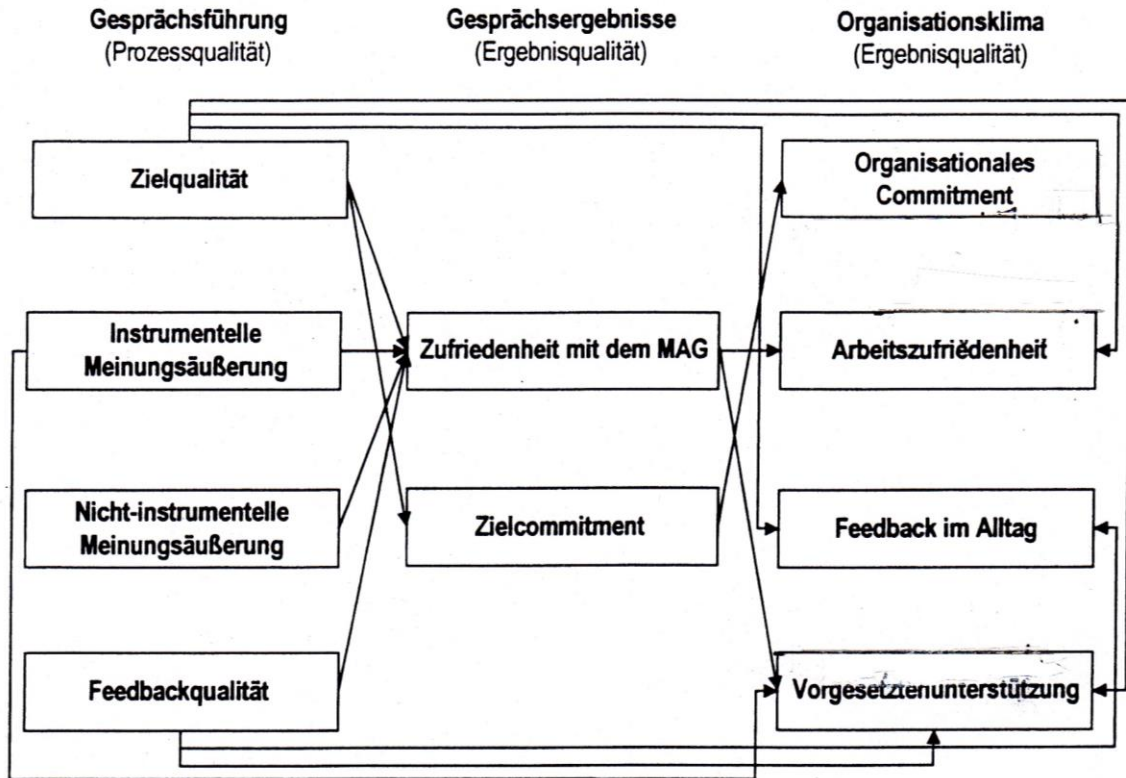 Gesprächsführung
(Prozessqualität)
Gesprächsergebnisse
(Ergebnisqualität)
Organisationsklima
(Ergebnisqualität)
Zielqualität
Organisationales
Commitment
Instrumentelle
Meinungsäußerung
Zufriedenheit mit dem MAG
Arbeitszufriedenheit
Nicht-instrumentelle
Meinungsäußerung
Zielcommitment
Feedback im Alltag
Feedbackqualität
Vorgesetztenunterstützung